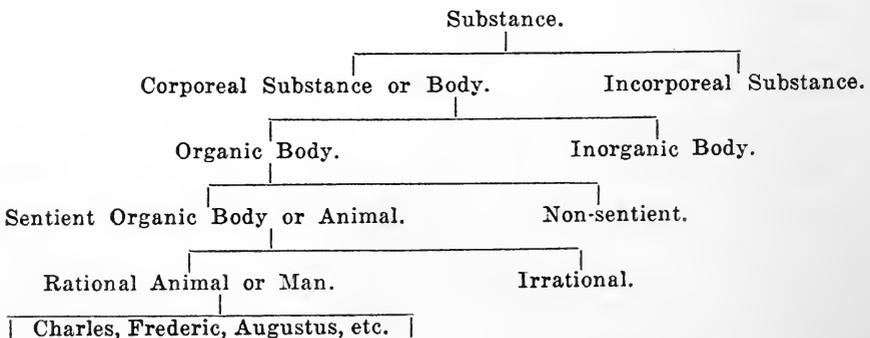 Substance.
Corporeal Substance or Body. Incorporeal Substance.
Organic Body. Inorganic Body.
Sentient Organic Body or Animal. Non-sentient.
Rational Animal or Man. Irrational.
Charles, Frederic, Augustus, etc.